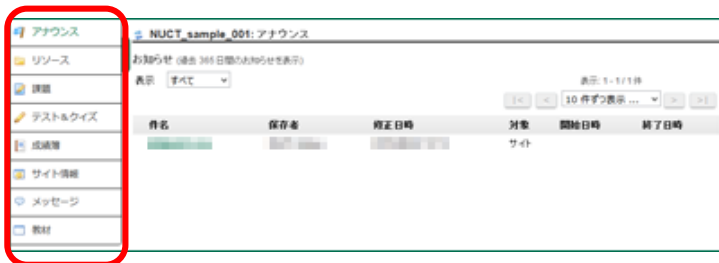 アナウンス
リソース
課題
テスト&クイズ
成績簿
サイト情報
メッセージ
教材
NUCT_sample_001: アナウンス
お知らせ (過去 365 日間のお知らせを表示)
表示 すべて
表示: 1 - 1 / 1 件
|< < 10 件ずつ表示 ... > >|
件名 保存者 修正日時 対象 開始日時 終了日時
サイト